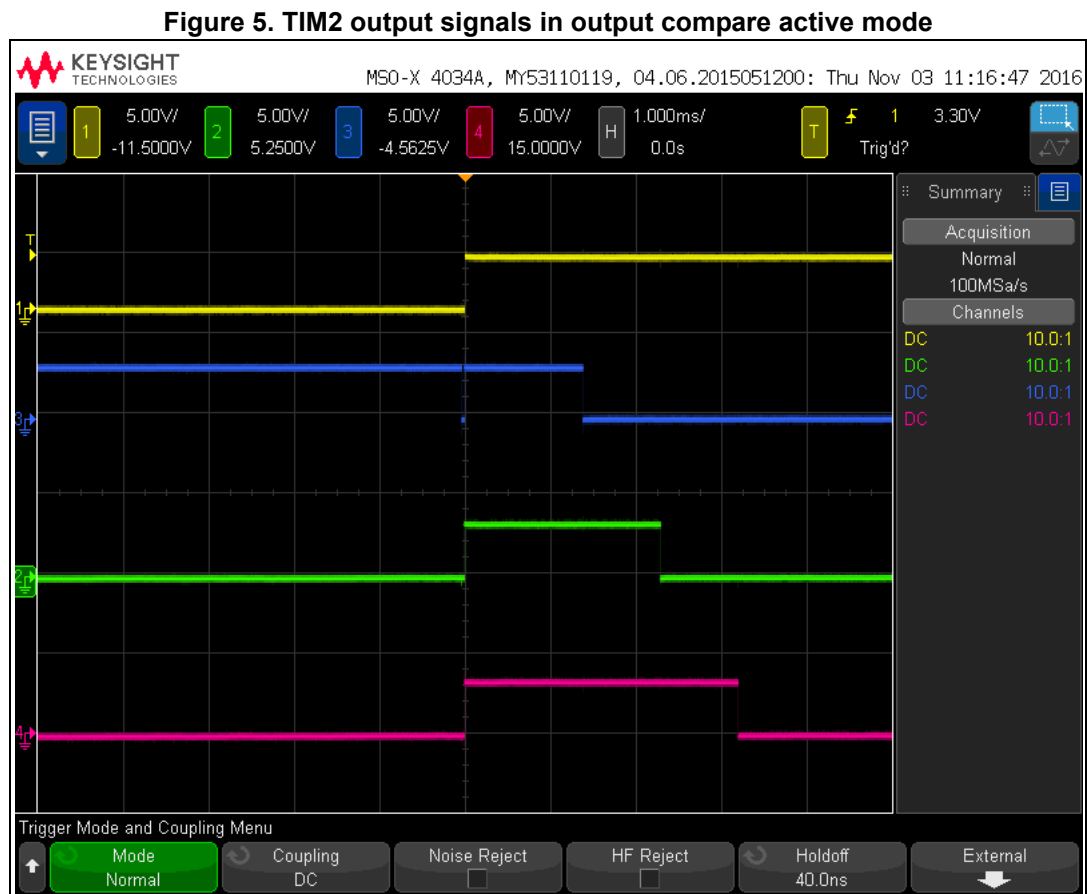 Figure 5. TIM2 output signals in output compare active mode
KEYSIGHT
TECHNOLOGIES
MSO-X 4034A, MY53110119, 04.06.2015051200: Thu Nov 03 11:16:47 2016
1 5.00V/ 2 5.00V/ 3 5.00V/ 4 5.00V/ H 1.000ms/ T 1 3.30V
-11.5000V 5.2500V -4.5625V 15.0000V 0.0s Trig'd?
Summary
Acquisition
Normal
100MSa/s
Channels
DC 10.0:1
DC 10.0:1
DC 10.0:1
DC 10.0:1
T
1
3
2
4
Trigger Mode and Coupling Menu
Mode Coupling Noise Reject HF Reject Holdoff External
Normal DC 40.0ns